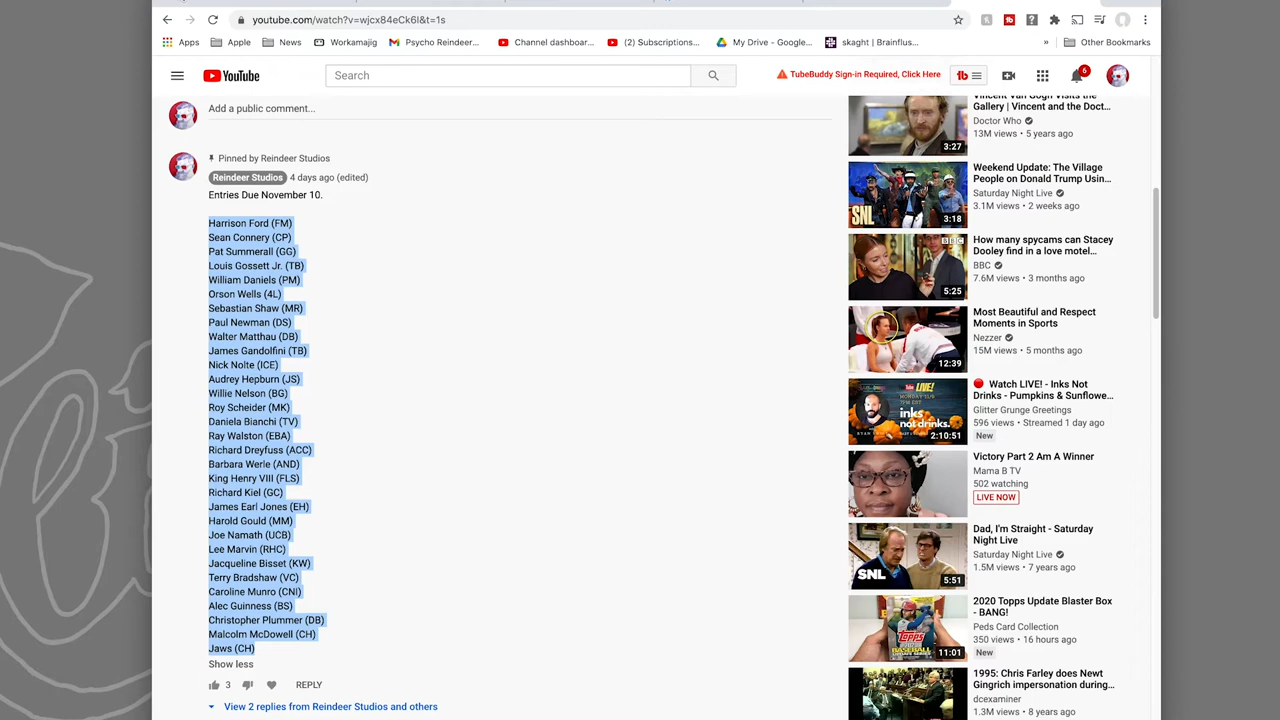 youtube.com/watch?v=wjcx84eCk6I&t=1s
Apps
Apple
News
Workamajig
Psycho Reindeer...
Channel dashboar...
(2) Subscriptions...
My Drive - Google...
skaght | Brainflus...
»
Other Bookmarks
YouTube
Search
TubeBuddy Sign-in Required, Click Here
tb
6
Add a public comment...
Pinned by Reindeer Studios
Reindeer Studios 4 days ago (edited)
Entries Due November 10.
Harrison Ford (FM)
Sean Connery (CP)
Pat Summerall (GG)
Louis Gossett Jr. (TB)
William Daniels (PM)
Orson Wells (4L)
Sebastian Shaw (MR)
Paul Newman (DS)
Walter Matthau (DB)
James Gandolfini (TB)
Nick Nolte (ICE)
Audrey Hepburn (JS)
Willie Nelson (BG)
Roy Scheider (MK)
Daniela Bianchi (TV)
Ray Walston (EBA)
Richard Dreyfuss (ACC)
Barbara Werle (AND)
King Henry VIII (FLS)
Richard Kiel (GC)
James Earl Jones (EH)
Harold Gould (MM)
Joe Namath (UCB)
Lee Marvin (RHC)
Jacqueline Bisset (KW)
Terry Bradshaw (VC)
Caroline Munro (CNI)
Alec Guinness (BS)
Christopher Plummer (DB)
Malcolm McDowell (CH)
Jaws (CH)
Show less
3
REPLY
View 2 replies from Reindeer Studios and others
Vincent Van Gogh Visits the
Gallery | Vincent and the Doct...
Doctor Who
13M views • 5 years ago
3:27
Weekend Update: The Village
People on Donald Trump Usin...
Saturday Night Live
3.1M views • 2 weeks ago
SNL
3:18
How many spycams can Stacey
Dooley find in a love motel...
BBC
7.6M views • 3 months ago
BBC
5:25
Most Beautiful and Respect
Moments in Sports
Nezzer
15M views • 5 months ago
12:39
Watch LIVE! - Inks Not
Drinks - Pumpkins & Sunflowe...
Glitter Grunge Greetings
596 views • Streamed 1 day ago
New
LIVE!
inks
not drinks.
2:10:51
Victory Part 2 Am A Winner
Mama B TV
502 watching
LIVE NOW
Dad, I'm Straight - Saturday
Night Live
Saturday Night Live
1.5M views • 7 years ago
SNL
5:51
2020 Topps Update Blaster Box
- BANG!
Peds Card Collection
350 views • 16 hours ago
New
TOPPS
BASEBALL
11:01
1995: Chris Farley does Newt
Gingrich impersonation during...
dcexaminer
1.3M views • 8 years ago